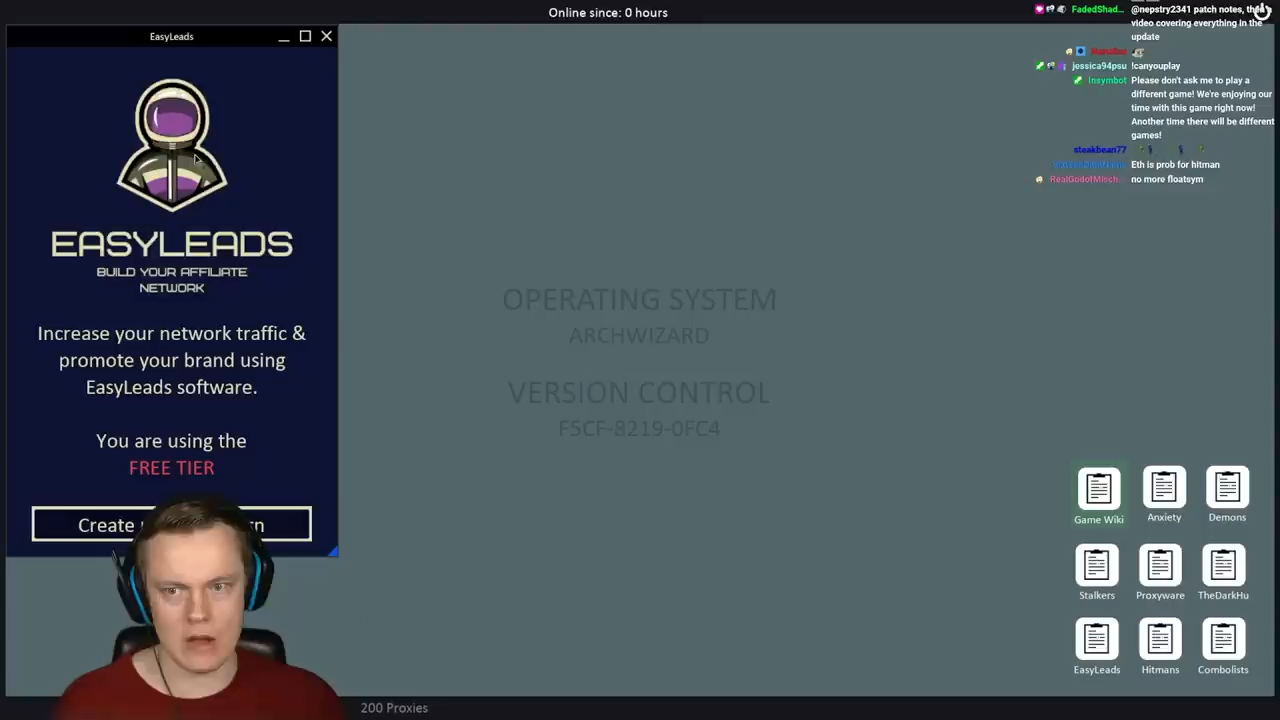 Online since: 0 hours
EasyLeads
EASYLEADS
BUILD YOUR AFFILIATE
NETWORK
Increase your network traffic &
promote your brand using
EasyLeads software.
You are using the
FREE TIER
Create
OPERATING SYSTEM
ARCHWIZARD
VERSION CONTROL
F5CF-8219-0FC4
FadedShad... @nepstry2341 patch notes, then
video covering everything in the
update
jessica94psu !canyouplay
Insymbot Please don't ask me to play a
different game! We're enjoying our
time with this game right now!
Another time there will be different
games!
steakbean77
Eth is prob for hitman
RealGodofMisch... no more floatsym
Game Wiki
Anxiety
Demons
Stalkers
Proxyware
TheDarkHu
EasyLeads
Hitmans
Combolists
200 Proxies